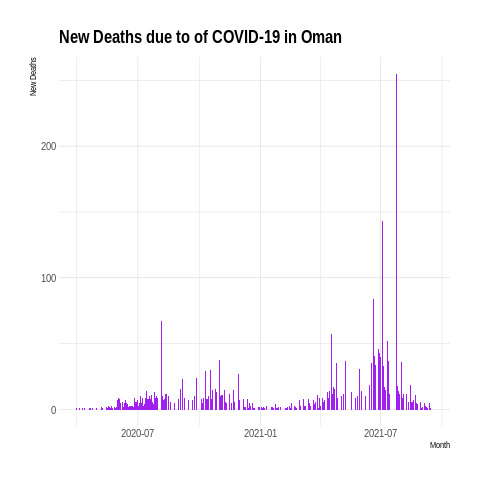 New Deaths due to of COVID-19 in Oman
New Deaths
200
100
0
2020-07
2021-01
2021-07
Month